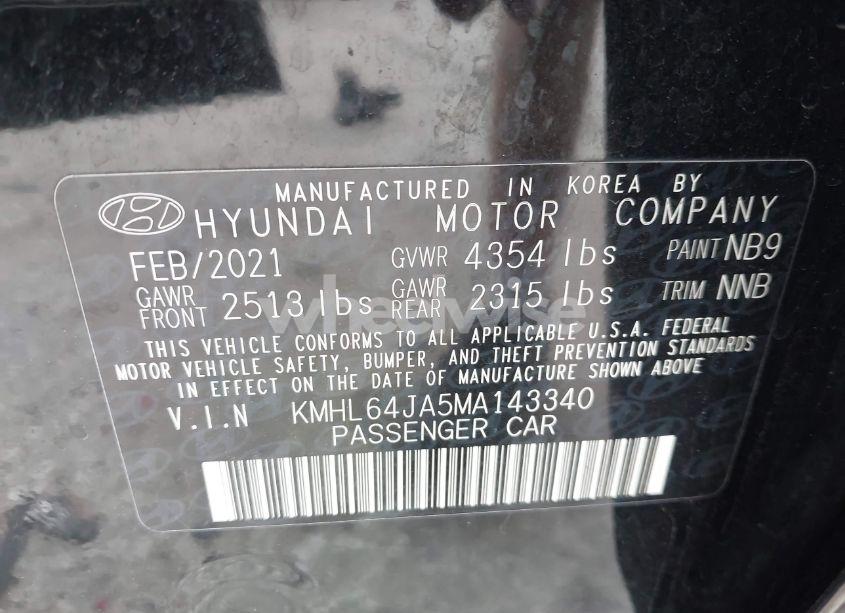 MANUFACTURED IN KOREA BY
HYUNDAI MOTOR COMPANY
FEB/2021 GVWR 4354 lbs PAINT NB9
GAWR FRONT 2513 lbs GAWR REAR 2315 lbs TRIM NNB
THIS VEHICLE CONFORMS TO ALL APPLICABLE U.S.A. FEDERAL
MOTOR VEHICLE SAFETY, BUMPER, AND THEFT PREVENTION STANDARDS
IN EFFECT ON THE DATE OF MANUFACTURE SHOWN ABOVE
V.I.N KMHL64JA5MA143340
PASSENGER CAR
wheelwise